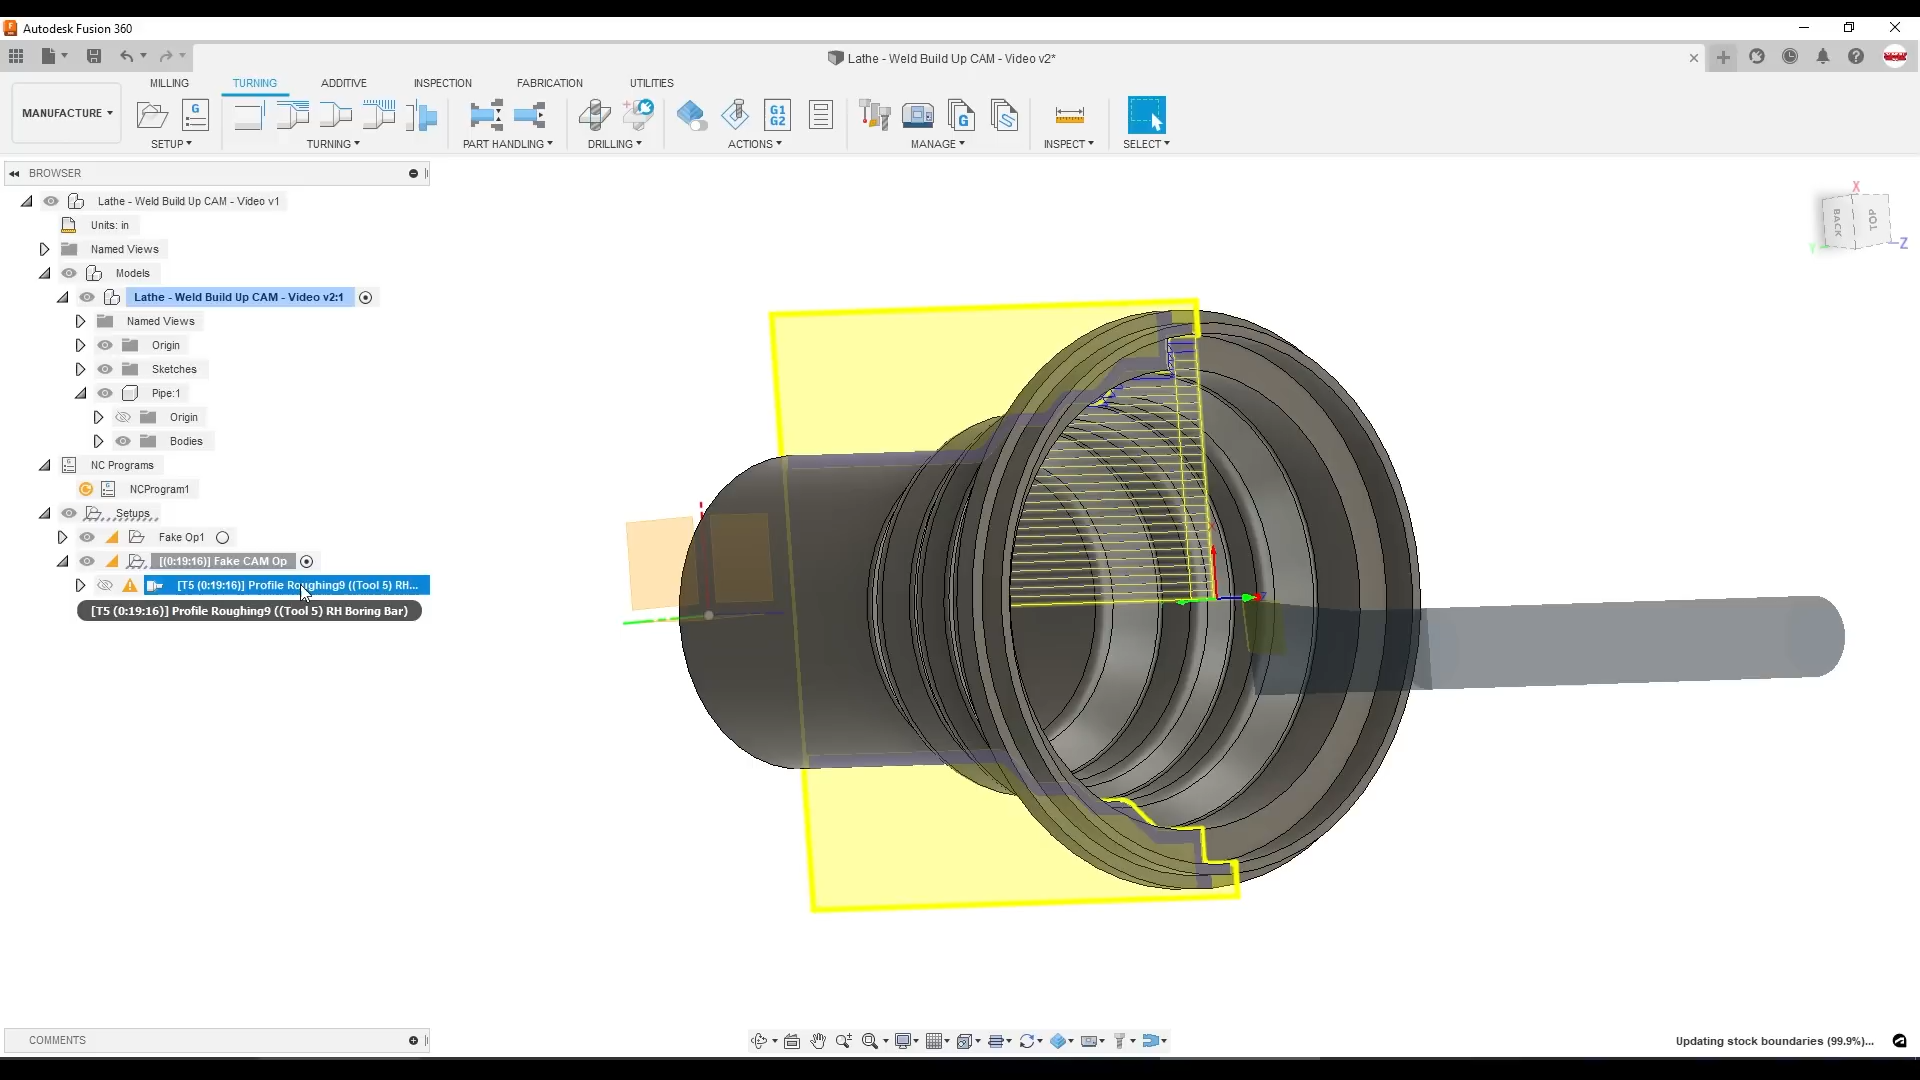 Autodesk Fusion 360
Lathe - Weld Build Up CAM - Video v2*
MANUFACTURE
MILLING
TURNING
ADDITIVE
INSPECTION
FABRICATION
UTILITIES
G
G1
G2
G
SETUP
TURNING
PART HANDLING
DRILLING
ACTIONS
MANAGE
INSPECT
SELECT
BROWSER
Lathe - Weld Build Up CAM - Video v1
Units: in
Named Views
Models
Lathe - Weld Build Up CAM - Video v2:1
Named Views
Origin
Sketches
Pipe:1
Origin
Bodies
NC Programs
NCProgram1
Setups
Fake Op1
[(0:19:16)] Fake CAM Op
[T5 (0:19:16)] Profile Roughing9 ((Tool 5) RH...
[T5 (0:19:16)] Profile Roughing9 ((Tool 5) RH Boring Bar)
X
BACK
TOP
Y
Z
COMMENTS
Updating stock boundaries (99.9%)...